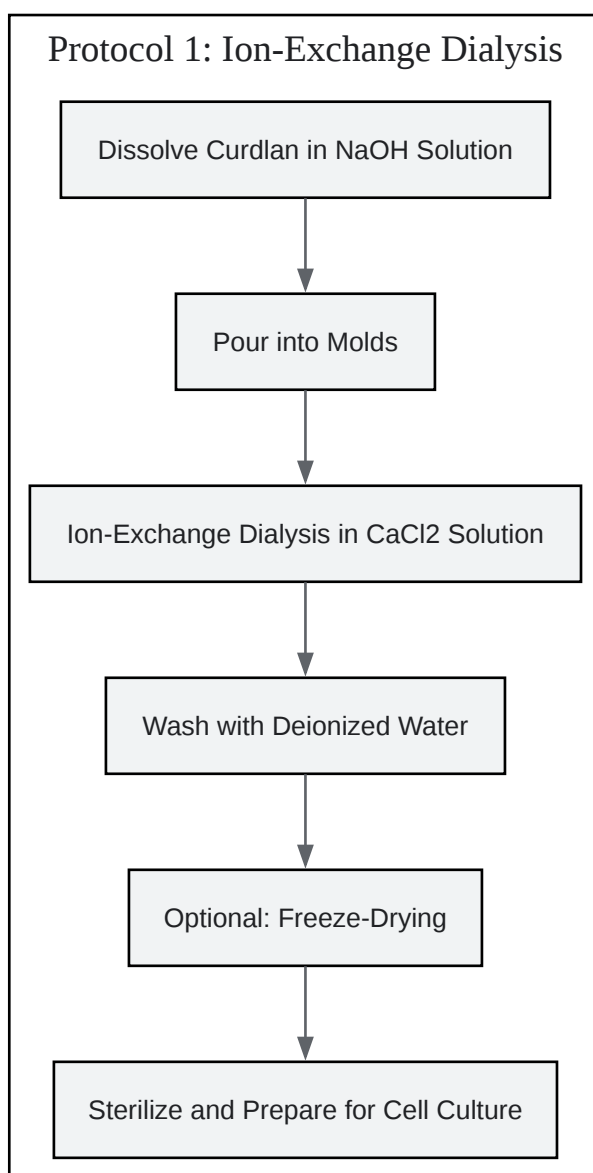 Protocol 1: Ion-Exchange Dialysis
Dissolve Curdlan in NaOH Solution
Pour into Molds
Ion-Exchange Dialysis in CaCl2 Solution
Wash with Deionized Water
Optional: Freeze-Drying
Sterilize and Prepare for Cell Culture